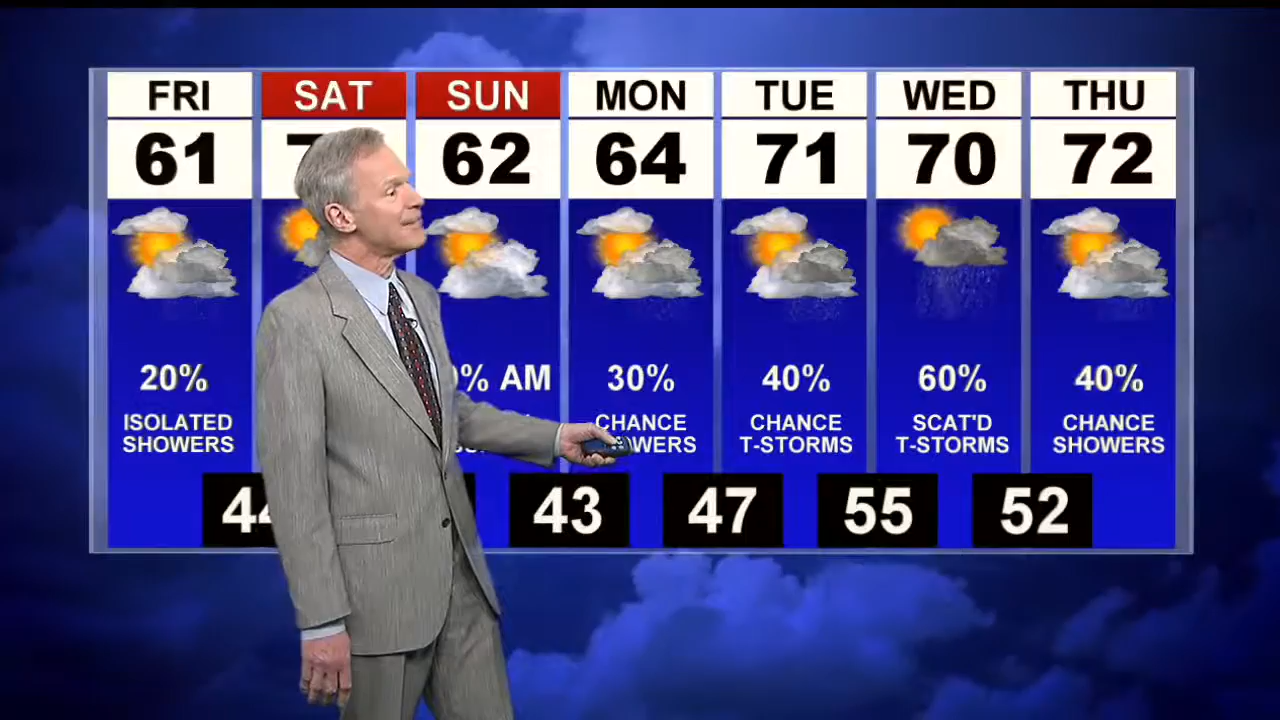 FRI SAT SUN MON TUE WED THU
61 62 64 71 70 72
20% AM 30% 40% 60% 40%
ISOLATED CHANCE CHANCE SCAT'D CHANCE
SHOWERS SHOWERS T-STORMS T-STORMS SHOWERS
43 47 55 52